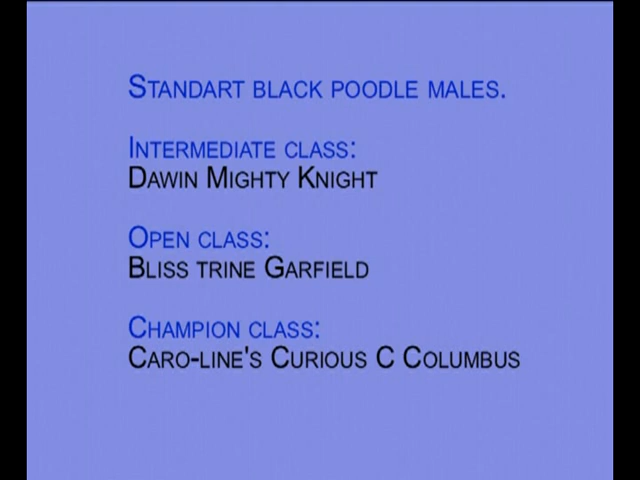 Standart black poodle males.
Intermediate class:
Dawin Mighty Knight
Open class:
Bliss trine Garfield
Champion class:
Caro-line's Curious C Columbus